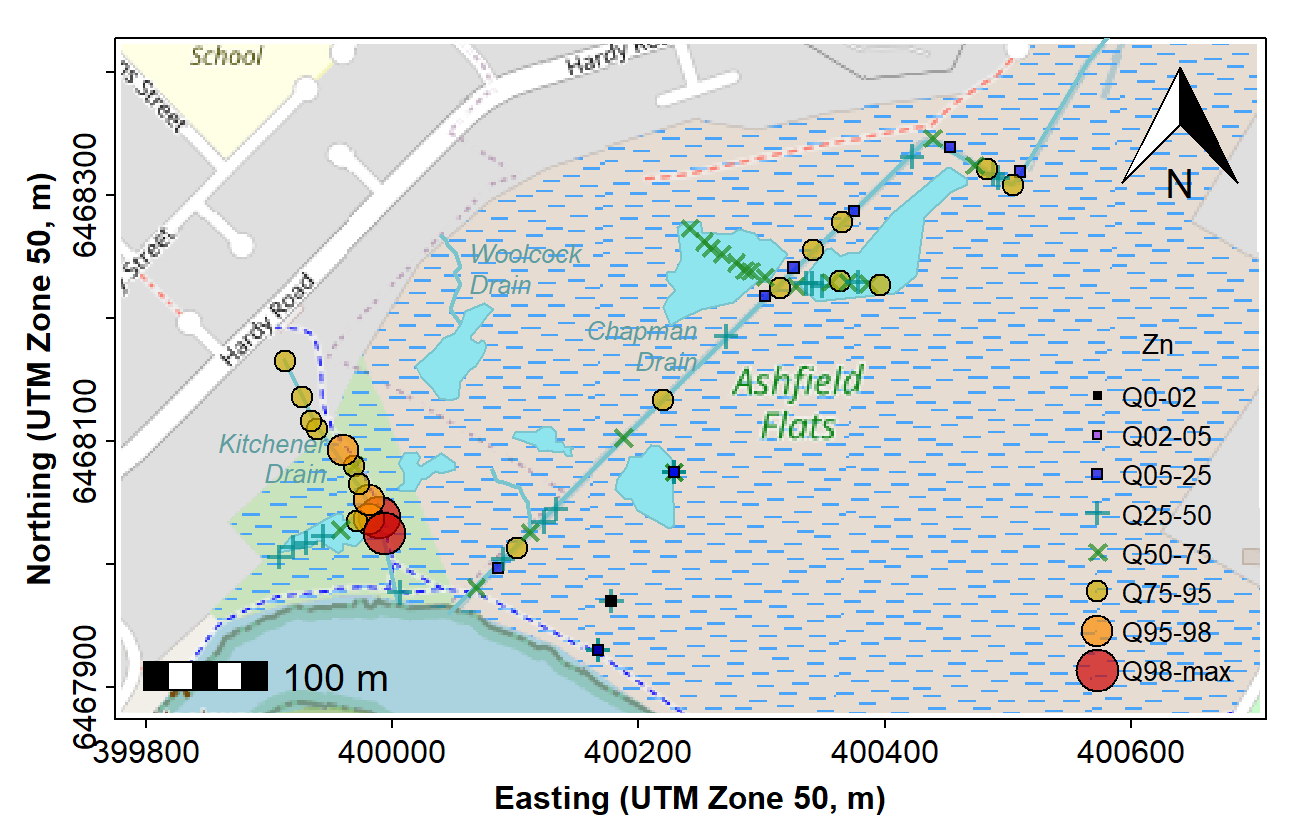 School
Hardy Ro
ns Street
6468300
N
Woolcock
Drain
Street
Hardy Road
Chapman
Drain
Zn
Ashfield
Flats
Q0-02
Q02-05
Q05-25
Q25-50
Q50-75
Q75-95
Q95-98
Q98-max
6468100
Kitchener
Drain
6467900
100 m
399800
400000
400200
400400
400600
Northing (UTM Zone 50, m)
Easting (UTM Zone 50, m)